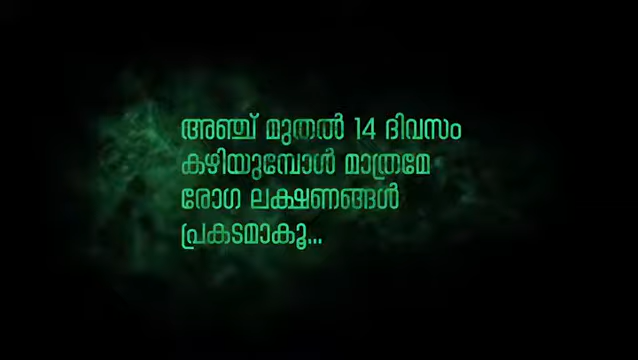 അഞ്ച് മുതൽ 14 ദിവസം
കഴിയുമ്പോൾ മാത്രമേ
രോഗ ലക്ഷണങ്ങൾ
പ്രകടമാകൂ...